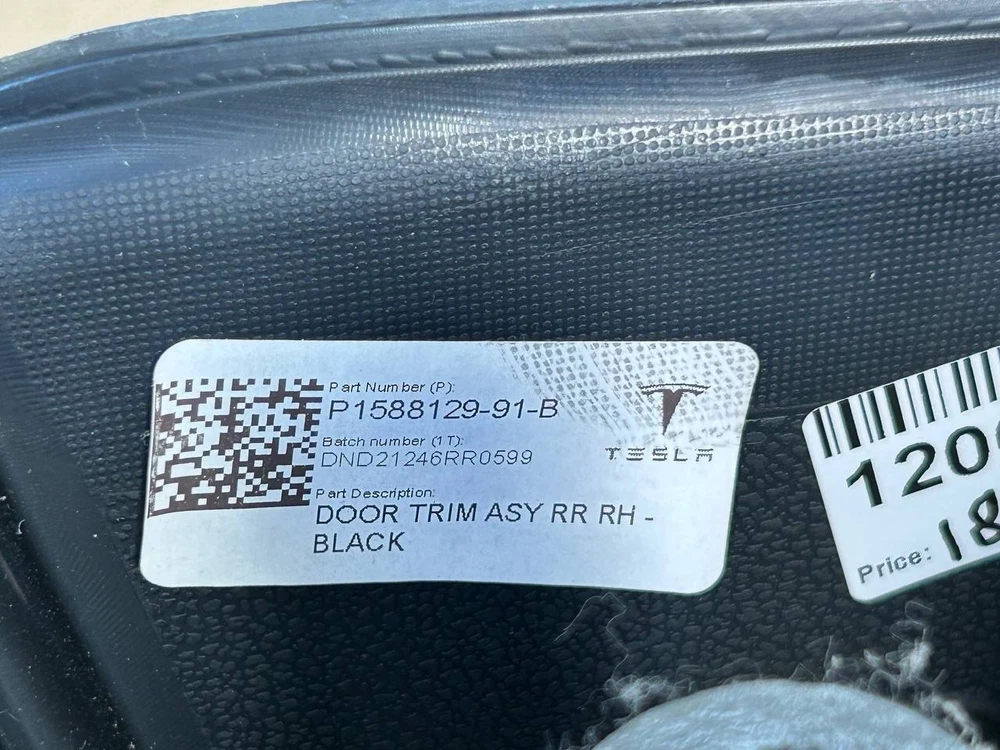 Part Number (P):
P1588129-91-B
Batch number (1T):
DND21246RR0599
Part Description:
DOOR TRIM ASY RR RH -
BLACK
TESLA
120
Price: 18